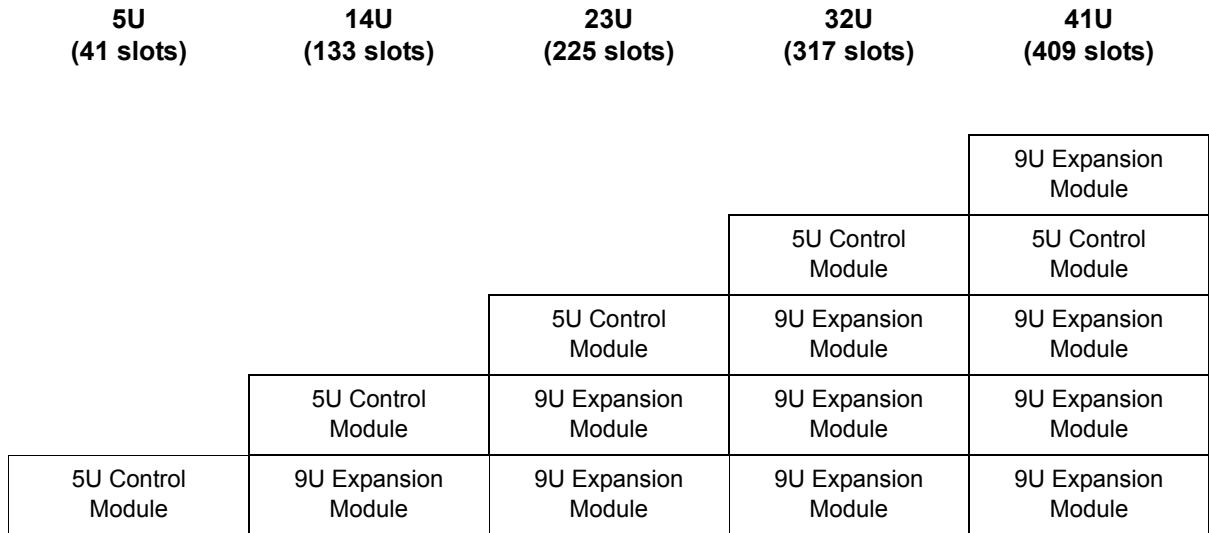 5U 14U 23U 32U 41U
(41 slots) (133 slots) (225 slots) (317 slots) (409 slots)
9U Expansion
Module
5U Control 5U Control
Module Module
5U Control 9U Expansion 9U Expansion
Module Module Module
5U Control 9U Expansion 9U Expansion 9U Expansion
Module Module Module Module
5U Control 9U Expansion 9U Expansion 9U Expansion 9U Expansion
Module Module Module Module Module